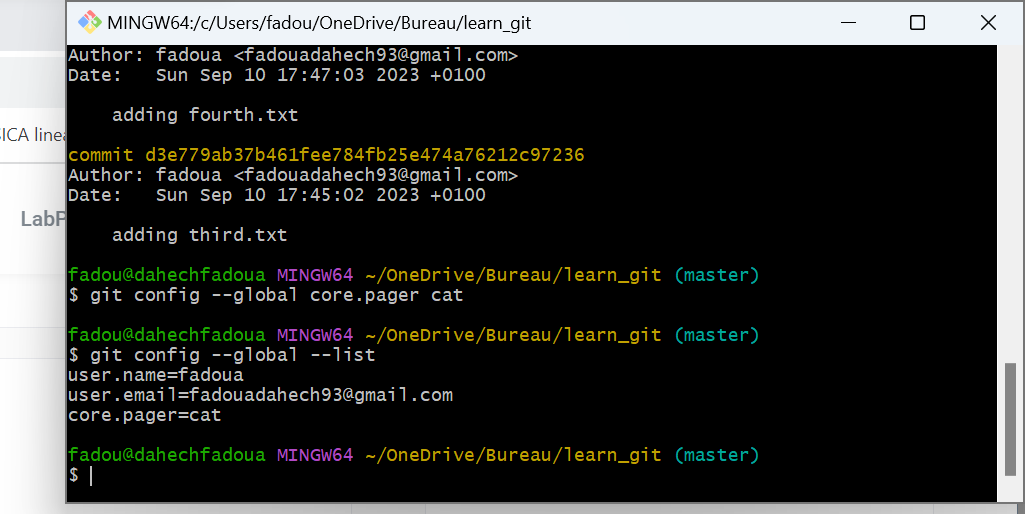 MINGW64:/c/Users/fadou/OneDrive/Bureau/learn_git
Author: fadoua <fadouadahech93@gmail.com>
Date:   Sun Sep 10 17:47:03 2023 +0100
    adding fourth.txt
commit d3e779ab37b461fee784fb25e474a76212c97236
Author: fadoua <fadouadahech93@gmail.com>
Date:   Sun Sep 10 17:45:02 2023 +0100
    adding third.txt
fadou@dahechfadoua MINGW64 ~/OneDrive/Bureau/learn_git (master)
$ git config --global core.pager cat
fadou@dahechfadoua MINGW64 ~/OneDrive/Bureau/learn_git (master)
$ git config --global --list
user.name=fadoua
user.email=fadouadahech93@gmail.com
core.pager=cat
fadou@dahechfadoua MINGW64 ~/OneDrive/Bureau/learn_git (master)
$